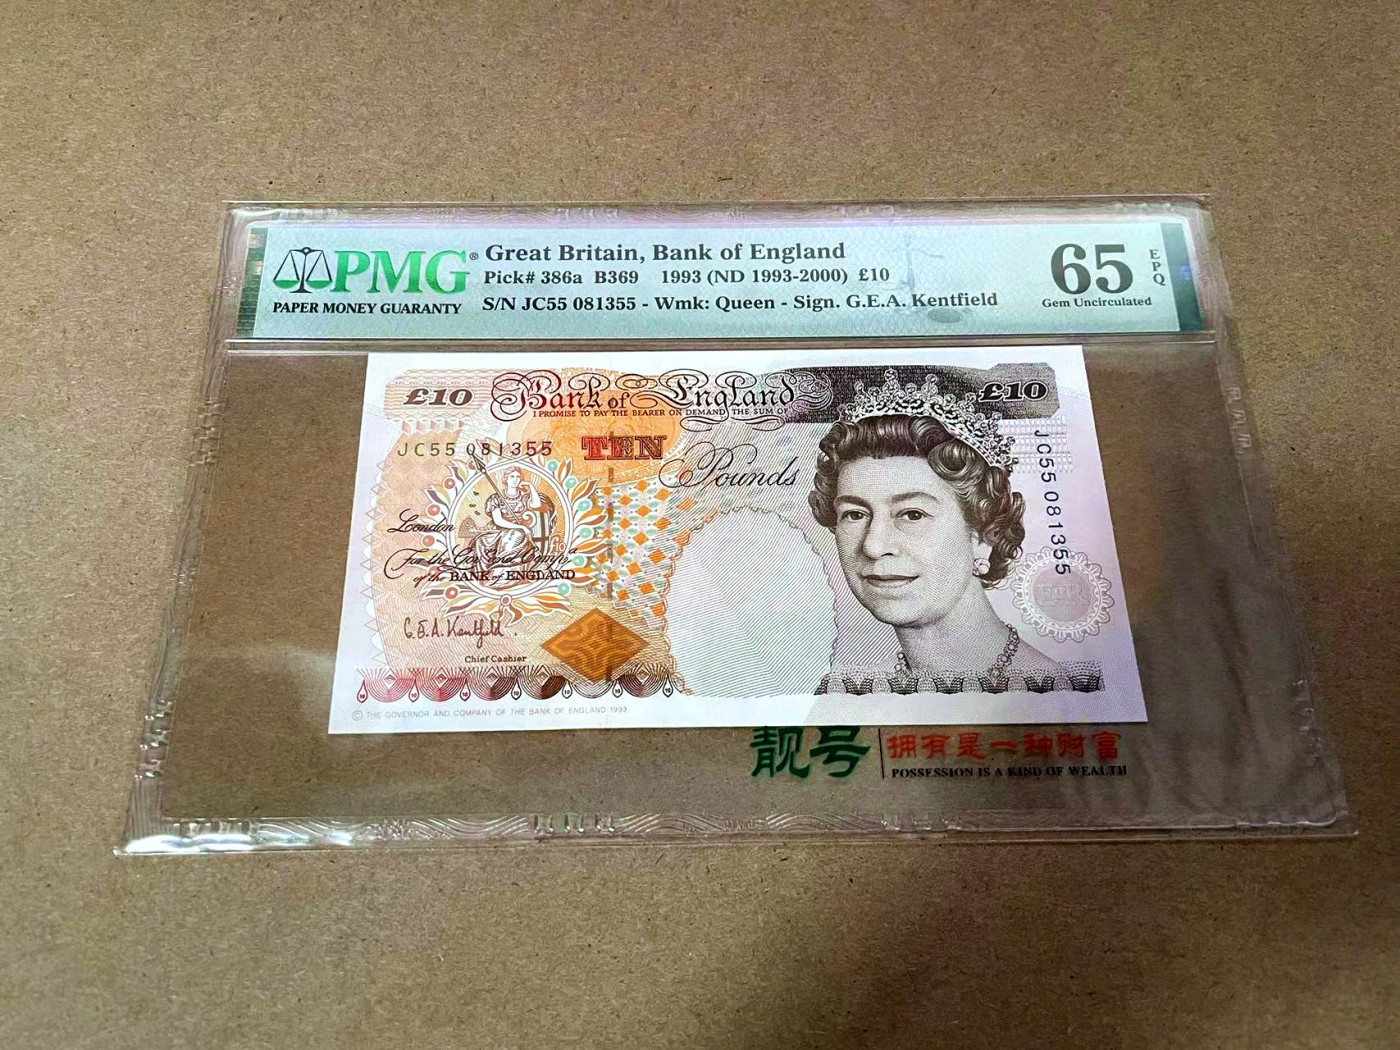 PMG®
PAPER MONEY GUARANTY
Great Britain, Bank of England
Pick# 386a B369 1993 (ND 1993-2000) £10
S/N JC55 081355 - Wmk: Queen - Sign. G.E.A. Kentfield
65
EPQ
Gem Uncirculated
£10
Bank of England
£10
I PROMISE TO PAY THE BEARER ON DEMAND THE SUM OF
JC55 081355
TEN
Pounds
JC55 081355
London
For the Govr and Compa
of the BANK of ENGLAND
G.E.A. Kentfield
Chief Cashier
© THE GOVERNOR AND COMPANY OF THE BANK OF ENGLAND 1993
靓号
拥有是一种财富
POSSESSION IS A KIND OF WEALTH